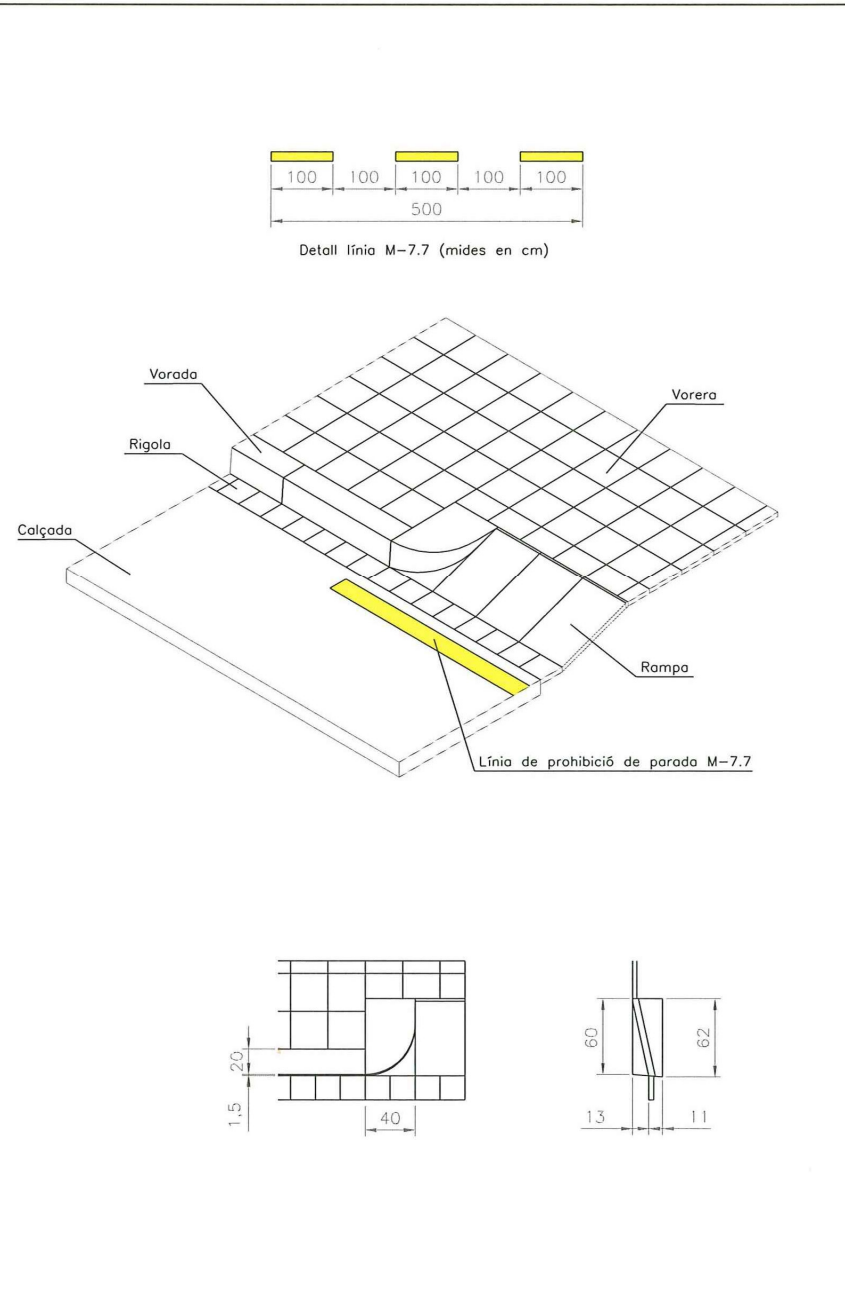 100 100 100 100 100
500
Detall línia M-7.7 (mides en cm)
Vorada
Vorera
Rigola
Calçada
Rampa
Línia de prohibició de parada M-7.7
20
1,5
40
60
62
13
11